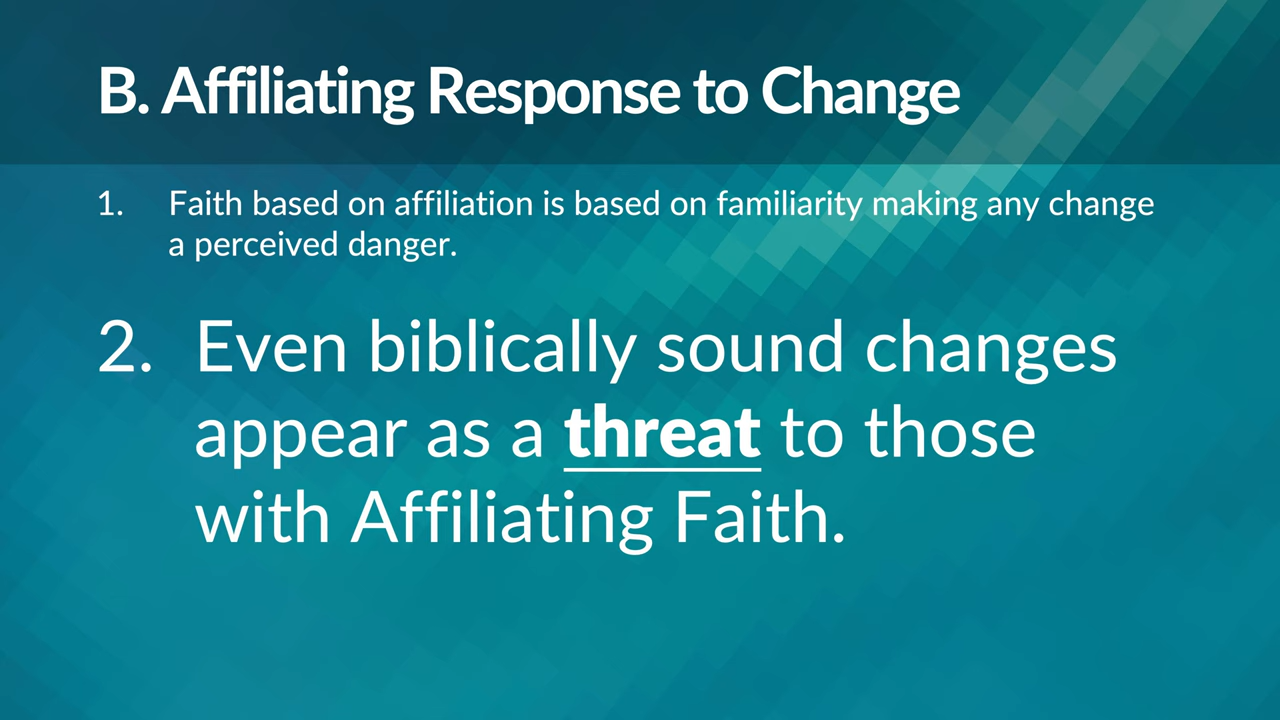 B. Affiliating Response to Change
1. Faith based on affiliation is based on familiarity making any change
a perceived danger.
2. Even biblically sound changes
appear as a threat to those
with Affiliating Faith.